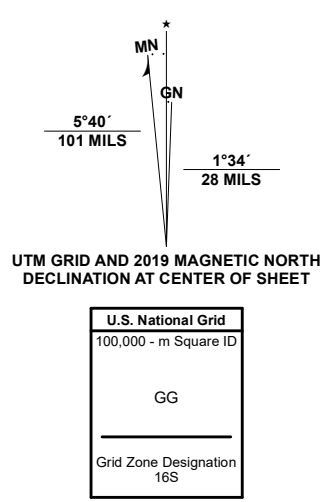 MN
GN
5°40´
101 MILS
1°34´
28 MILS
UTM GRID AND 2019 MAGNETIC NORTH
DECLINATION AT CENTER OF SHEET
U.S. National Grid
100,000 - m Square ID
GG
Grid Zone Designation
16S